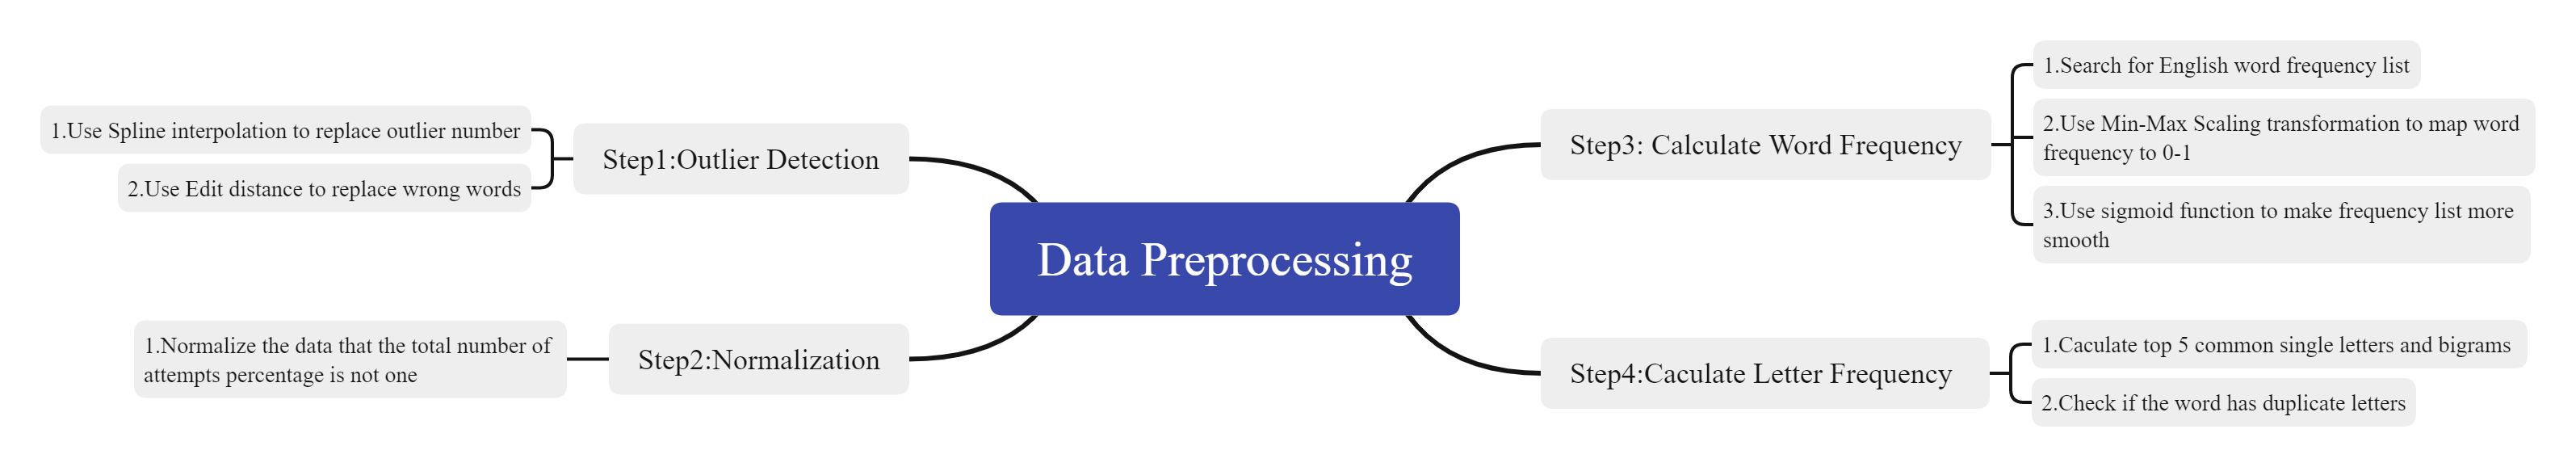 Data Preprocessing
Step1:Outlier Detection
1.Use Spline interpolation to replace outlier number
2.Use Edit distance to replace wrong words
Step2:Normalization
1.Normalize the data that the total number of
attempts percentage is not one
Step3: Calculate Word Frequency
1.Search for English word frequency list
2.Use Min-Max Scaling transformation to map word
frequency to 0-1
3.Use sigmoid function to make frequency list more
smooth
Step4:Caculate Letter Frequency
1.Caculate top 5 common single letters and bigrams
2.Check if the word has duplicate letters